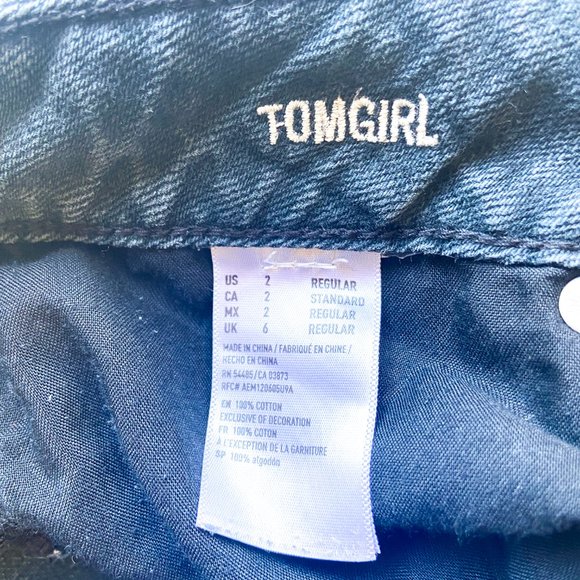 TOMGIRL
US 2 REGULAR
CA 2 STANDARD
MX 2 REGULAR
UK 6 REGULAR
MADE IN CHINA / FABRIQUÉ EN CHINE /
HECHO EN CHINA
RN 54485/CA 03873
RFC# AEM120605U9A
EN 100% COTTON
EXCLUSIVE OF DECORATION
FR 100% COTON
À L'EXCEPTION DE LA GARNITURE
SP 100% algodón